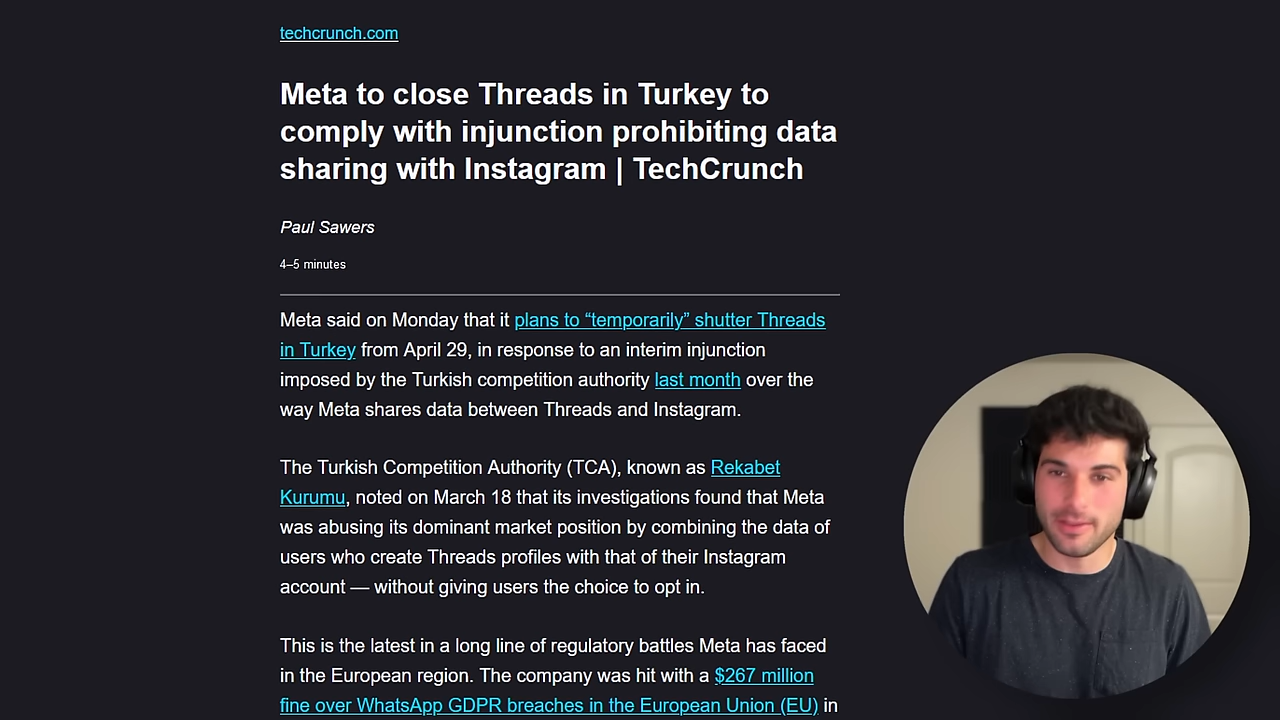 techcrunch.com
Meta to close Threads in Turkey to
comply with injunction prohibiting data
sharing with Instagram | TechCrunch
Paul Sawers
4–5 minutes
Meta said on Monday that it plans to “temporarily” shutter Threads
in Turkey from April 29, in response to an interim injunction
imposed by the Turkish competition authority last month over the
way Meta shares data between Threads and Instagram.
The Turkish Competition Authority (TCA), known as Rekabet
Kurumu, noted on March 18 that its investigations found that Meta
was abusing its dominant market position by combining the data of
users who create Threads profiles with that of their Instagram
account — without giving users the choice to opt in.
This is the latest in a long line of regulatory battles Meta has faced
in the European region. The company was hit with a $267 million
fine over WhatsApp GDPR breaches in the European Union (EU) in